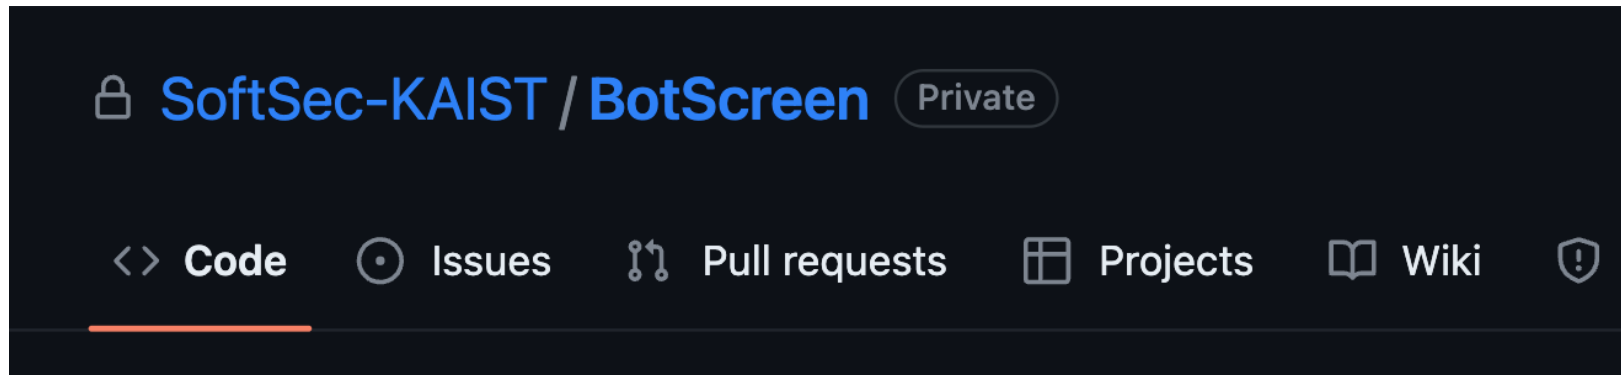 SoftSec-KAIST/BotScreen Private
Code Issues Pull requests Projects Wiki